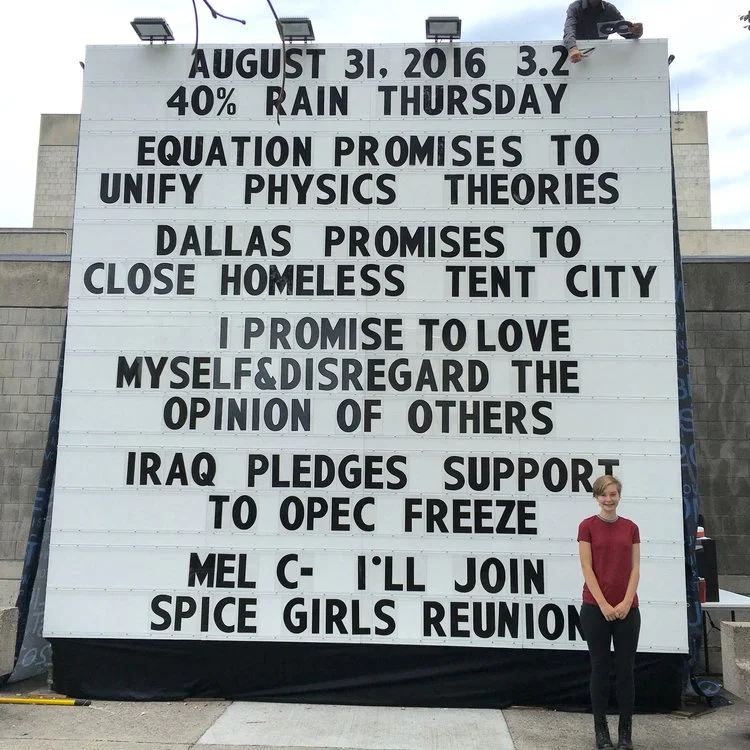 AUGUST 31, 2016 3.2
40% RAIN THURSDAY
EQUATION PROMISES TO
UNIFY PHYSICS THEORIES
DALLAS PROMISES TO
CLOSE HOMELESS TENT CITY
I PROMISE TO LOVE
MYSELF&DISREGARD THE
OPINION OF OTHERS
IRAQ PLEDGES SUPPORT
TO OPEC FREEZE
MEL C- I'LL JOIN
SPICE GIRLS REUNION